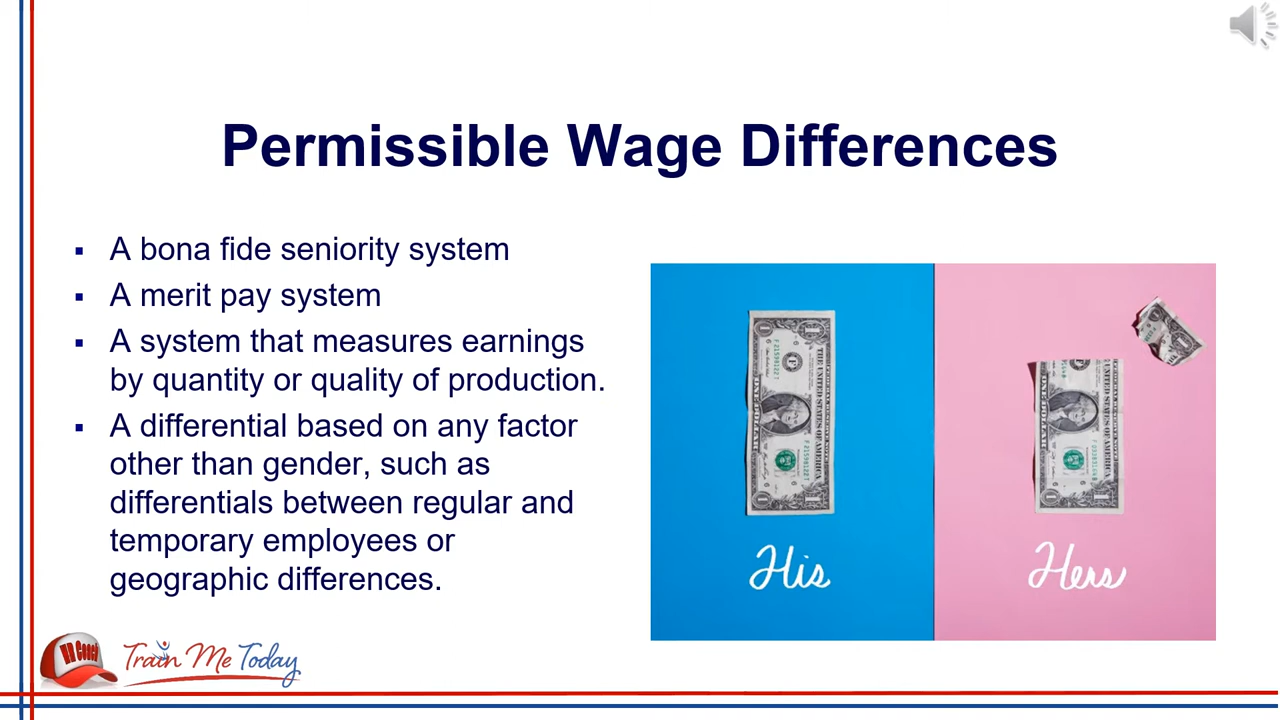 Permissible Wage Differences
▪ A bona fide seniority system
▪ A merit pay system
▪ A system that measures earnings
by quantity or quality of production.
▪ A differential based on any factor
other than gender, such as
differentials between regular and
temporary employees or
geographic differences.
His
Hers
HR Coach
Train Me Today